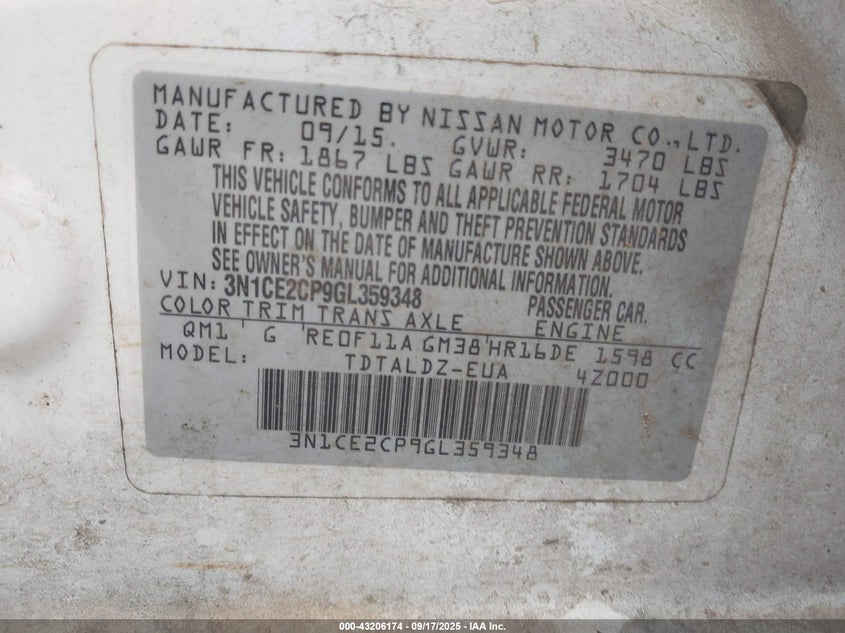 MANUFACTURED BY NISSAN MOTOR CO., LTD.
DATE: 09/15. GVWR: 3470 LBS
GAWR FR: 1867 LBS GAWR RR: 1704 LBS
THIS VEHICLE CONFORMS TO ALL APPLICABLE FEDERAL MOTOR
VEHICLE SAFETY, BUMPER AND THEFT PREVENTION STANDARDS
IN EFFECT ON THE DATE OF MANUFACTURE SHOWN ABOVE.
SEE OWNER'S MANUAL FOR ADDITIONAL INFORMATION.
VIN: 3N1CE2CP9GL359348 PASSENGER CAR.
COLOR TRIM TRANS AXLE ENGINE
QM1 ' G 'RE0F11A GM38'HR16DE 1598 CC
MODEL: TDTALDZ-EUA 4Z000
3N1CE2CP9GL359348
000-43206174 - 09/17/2025 - IAA Inc.